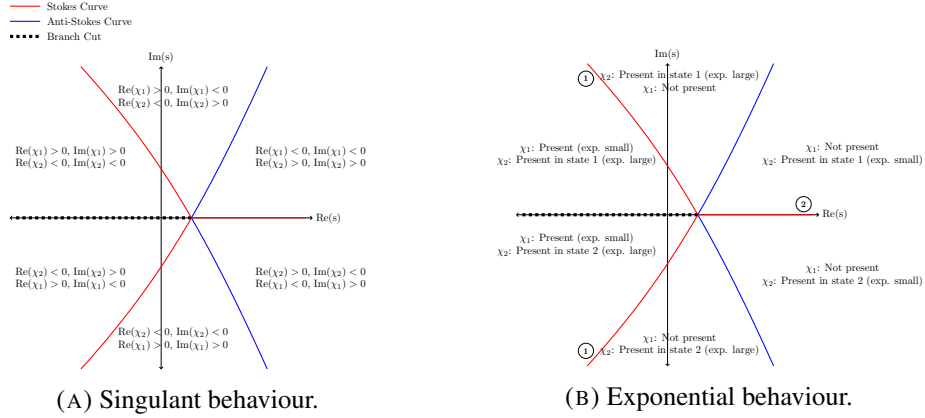 Stokes Curve
Anti-Stokes Curve
Branch Cut
Im(s)
Re(χ₁) > 0, Im(χ₁) < 0
Re(χ₂) < 0, Im(χ₂) > 0
Re(χ₁) > 0, Im(χ₁) > 0
Re(χ₂) < 0, Im(χ₂) < 0
Re(χ₁) < 0, Im(χ₁) < 0
Re(χ₂) > 0, Im(χ₂) > 0
Re(s)
Re(χ₂) < 0, Im(χ₂) > 0
Re(χ₁) > 0, Im(χ₁) < 0
Re(χ₂) > 0, Im(χ₂) < 0
Re(χ₁) < 0, Im(χ₁) > 0
Re(χ₂) < 0, Im(χ₂) < 0
Re(χ₁) > 0, Im(χ₁) > 0
(A) Singulant behaviour.
Im(s)
1
χ₂: Present in state 1 (exp. large)
χ₁: Not present
χ₁: Present (exp. small)
χ₂: Present in state 1 (exp. large)
χ₁: Not present
χ₂: Present in state 1 (exp. small)
2
Re(s)
χ₁: Present (exp. small)
χ₂: Present in state 2 (exp. large)
χ₁: Not present
χ₂: Present in state 2 (exp. small)
χ₁: Not present
1
χ₂: Present in state 2 (exp. large)
(B) Exponential behaviour.